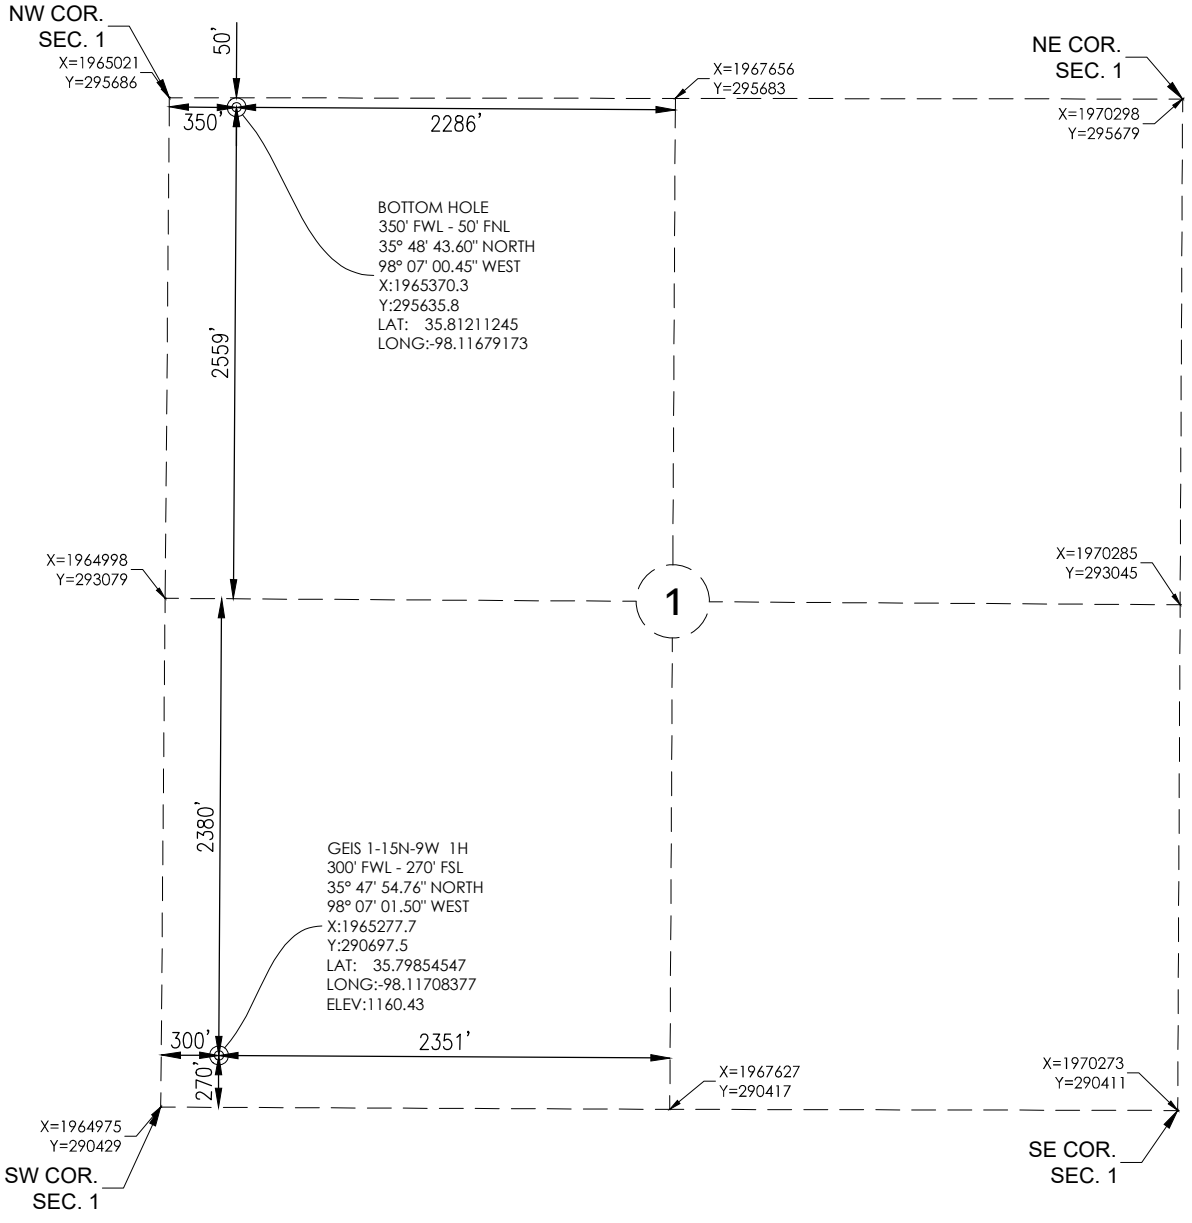 NW COR.
SEC. 1
X=1965021
Y=295686
50'
NE COR.
SEC. 1
X=1967656
Y=295683
X=1970298
Y=295679
350'
2286'
BOTTOM HOLE
350' FWL - 50' FNL
35° 48' 43.60" NORTH
98° 07' 00.45" WEST
X:1965370.3
Y:295635.8
LAT: 35.81211245
LONG:-98.11679173
2559'
X=1964998
Y=293079
X=1970285
Y=293045
1
2380'
GEIS 1-15N-9W 1H
300' FWL - 270' FSL
35° 47' 54.76" NORTH
98° 07' 01.50" WEST
X:1965277.7
Y:290697.5
LAT: 35.79854547
LONG:-98.11708377
ELEV:1160.43
300'
2351'
270'
X=1967627
Y=290417
X=1970273
Y=290411
X=1964975
Y=290429
SW COR.
SEC. 1
SE COR.
SEC. 1